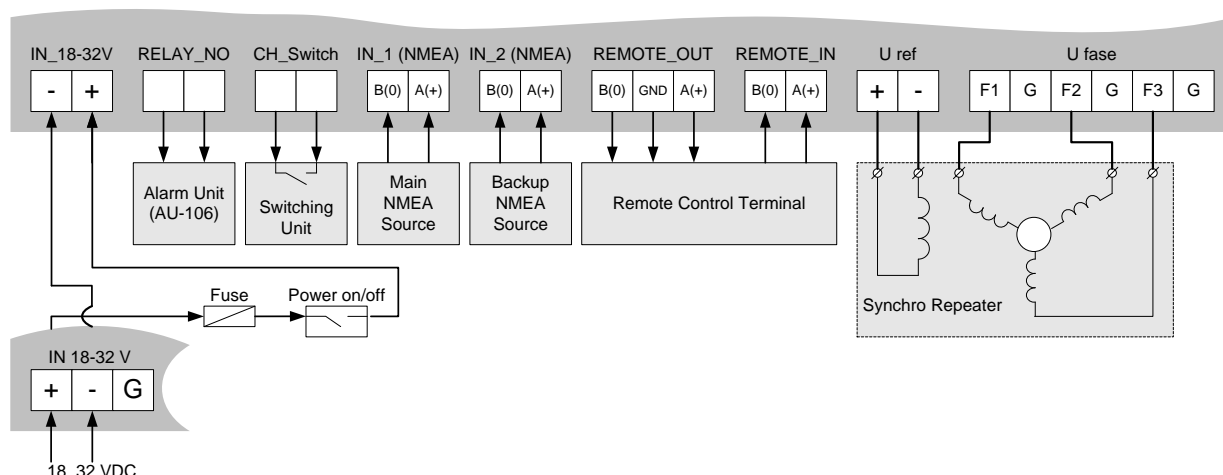 IN_18-32V RELAY_NO CH_Switch IN_1 (NMEA) IN_2 (NMEA) REMOTE_OUT REMOTE_IN U ref U fase
- + B(0) A(+) B(0) A(+) B(0) GND A(+) B(0) A(+) + - F1 G F2 G F3 G
Alarm Unit
(AU-106)
Switching
Unit
Main
NMEA
Source
Backup
NMEA
Source
Remote Control Terminal
Synchro Repeater
Fuse
Power on/off
IN 18-32 V
+ - G
18..32 VDC